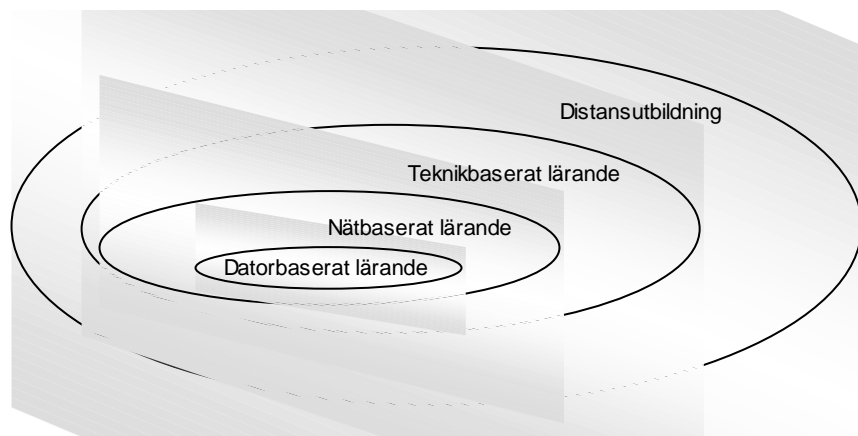 Distansutbildning
Teknikbaserat lärande
Nätbaserat lärande
Datorbaserat lärande